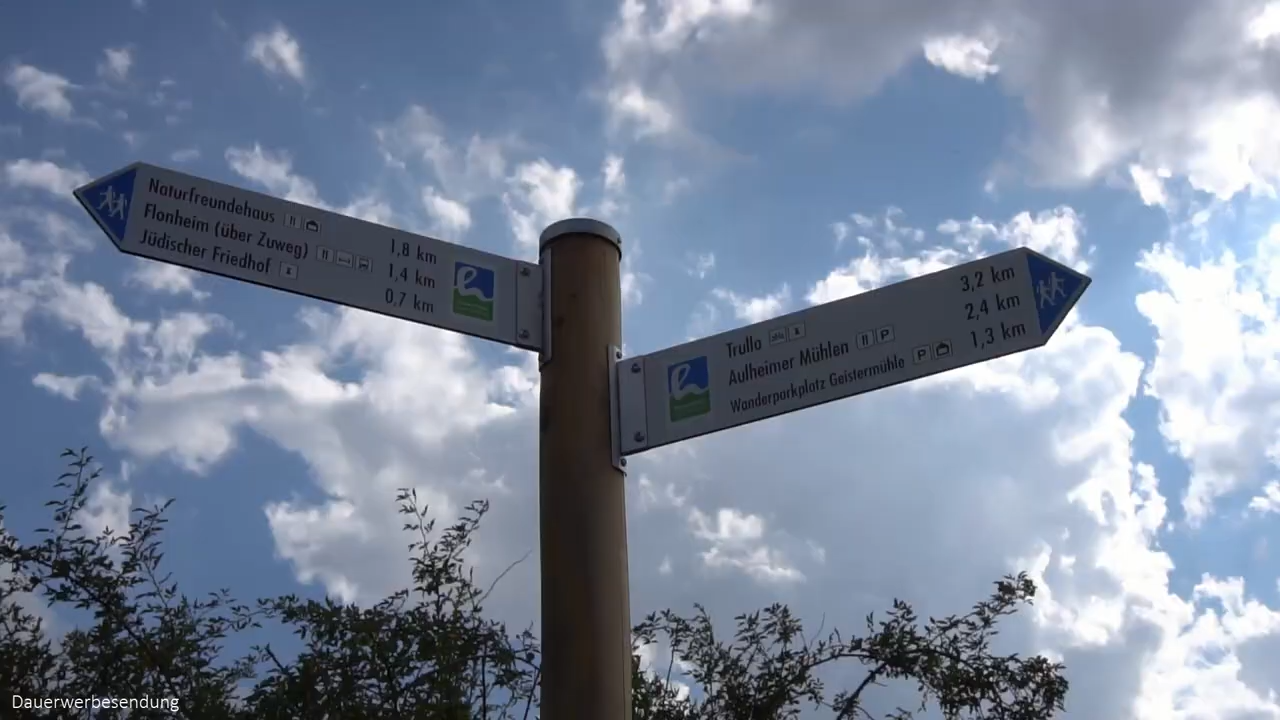 Naturfreundehaus 1,8 km
Flonheim (über Zuweg) 1,4 km
Jüdischer Friedhof 0,7 km
Trullo 3,2 km
Aulheimer Mühlen P 2,4 km
Wanderparkplatz Geistermühle P 1,3 km
Dauerwerbesendung